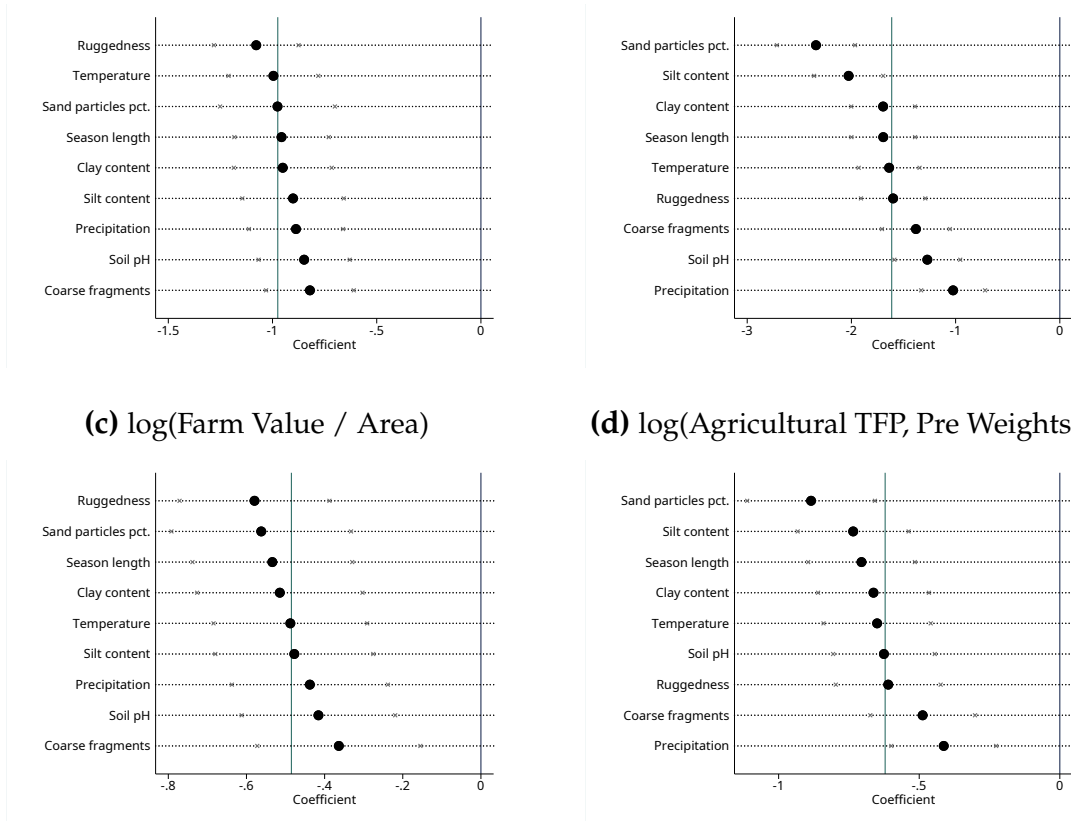 Ruggedness
Temperature
Sand particles pct.
Season length
Clay content
Silt content
Precipitation
Soil pH
Coarse fragments
-1.5 -1 -.5 0
Coefficient
Sand particles pct.
Silt content
Clay content
Season length
Temperature
Ruggedness
Coarse fragments
Soil pH
Precipitation
-3 -2 -1 0
Coefficient
(c) log(Farm Value / Area)
(d) log(Agricultural TFP, Pre Weights
Ruggedness
Sand particles pct.
Season length
Clay content
Temperature
Silt content
Precipitation
Soil pH
Coarse fragments
-.8 -.6 -.4 -.2 0
Coefficient
Sand particles pct.
Silt content
Season length
Clay content
Temperature
Soil pH
Ruggedness
Coarse fragments
Precipitation
-1 -.5 0
Coefficient